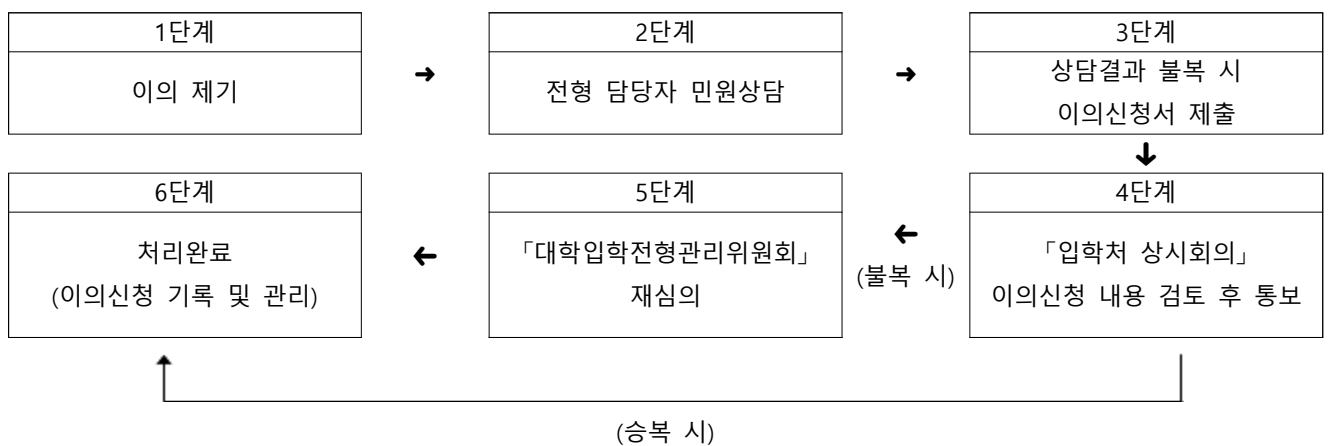 1단계
이의 제기
➜
2단계
전형 담당자 민원상담
➜
3단계
상담결과 불복 시
이의신청서 제출
4단계
「입학처 상시회의」
이의신청 내용 검토 후 통보
(불복 시)
5단계
「대학입학전형관리위원회」
재심의
6단계
처리완료
(이의신청 기록 및 관리)
(승복 시)